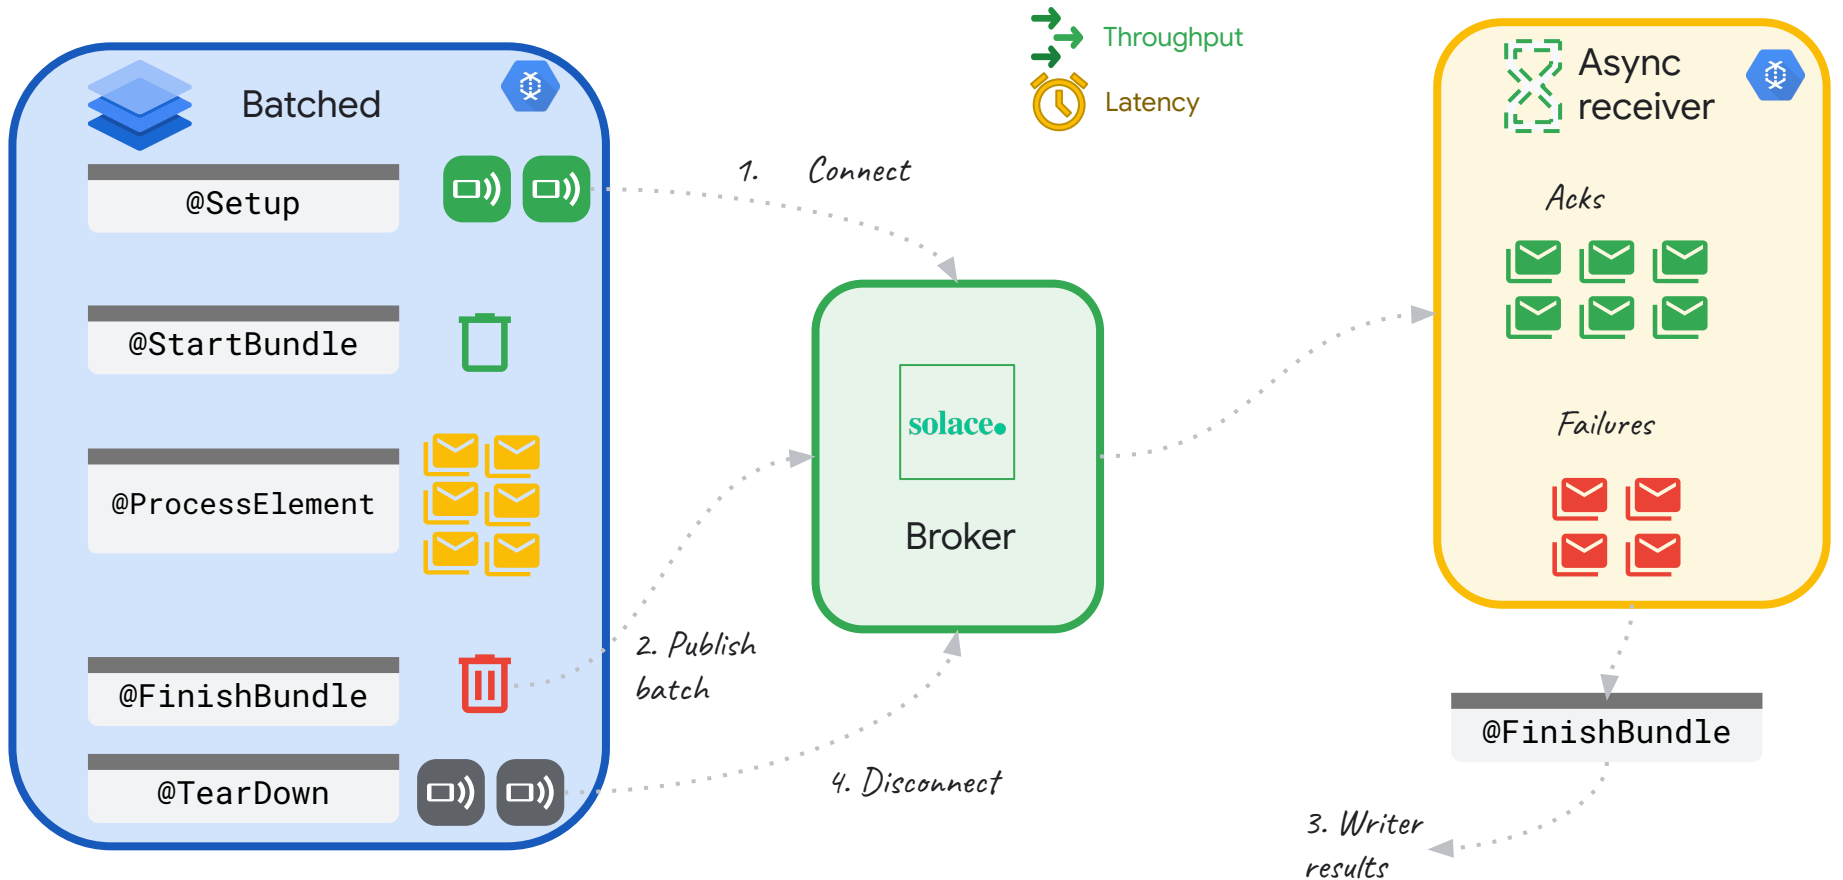 Batched
@Setup
@StartBundle
@ProcessElement
@FinishBundle
@TearDown
Throughput
Latency
1. Connect
2. Publish
batch
4. Disconnect
solace.
Broker
Async
receiver
Acks
Failures
@FinishBundle
3. Writer
results